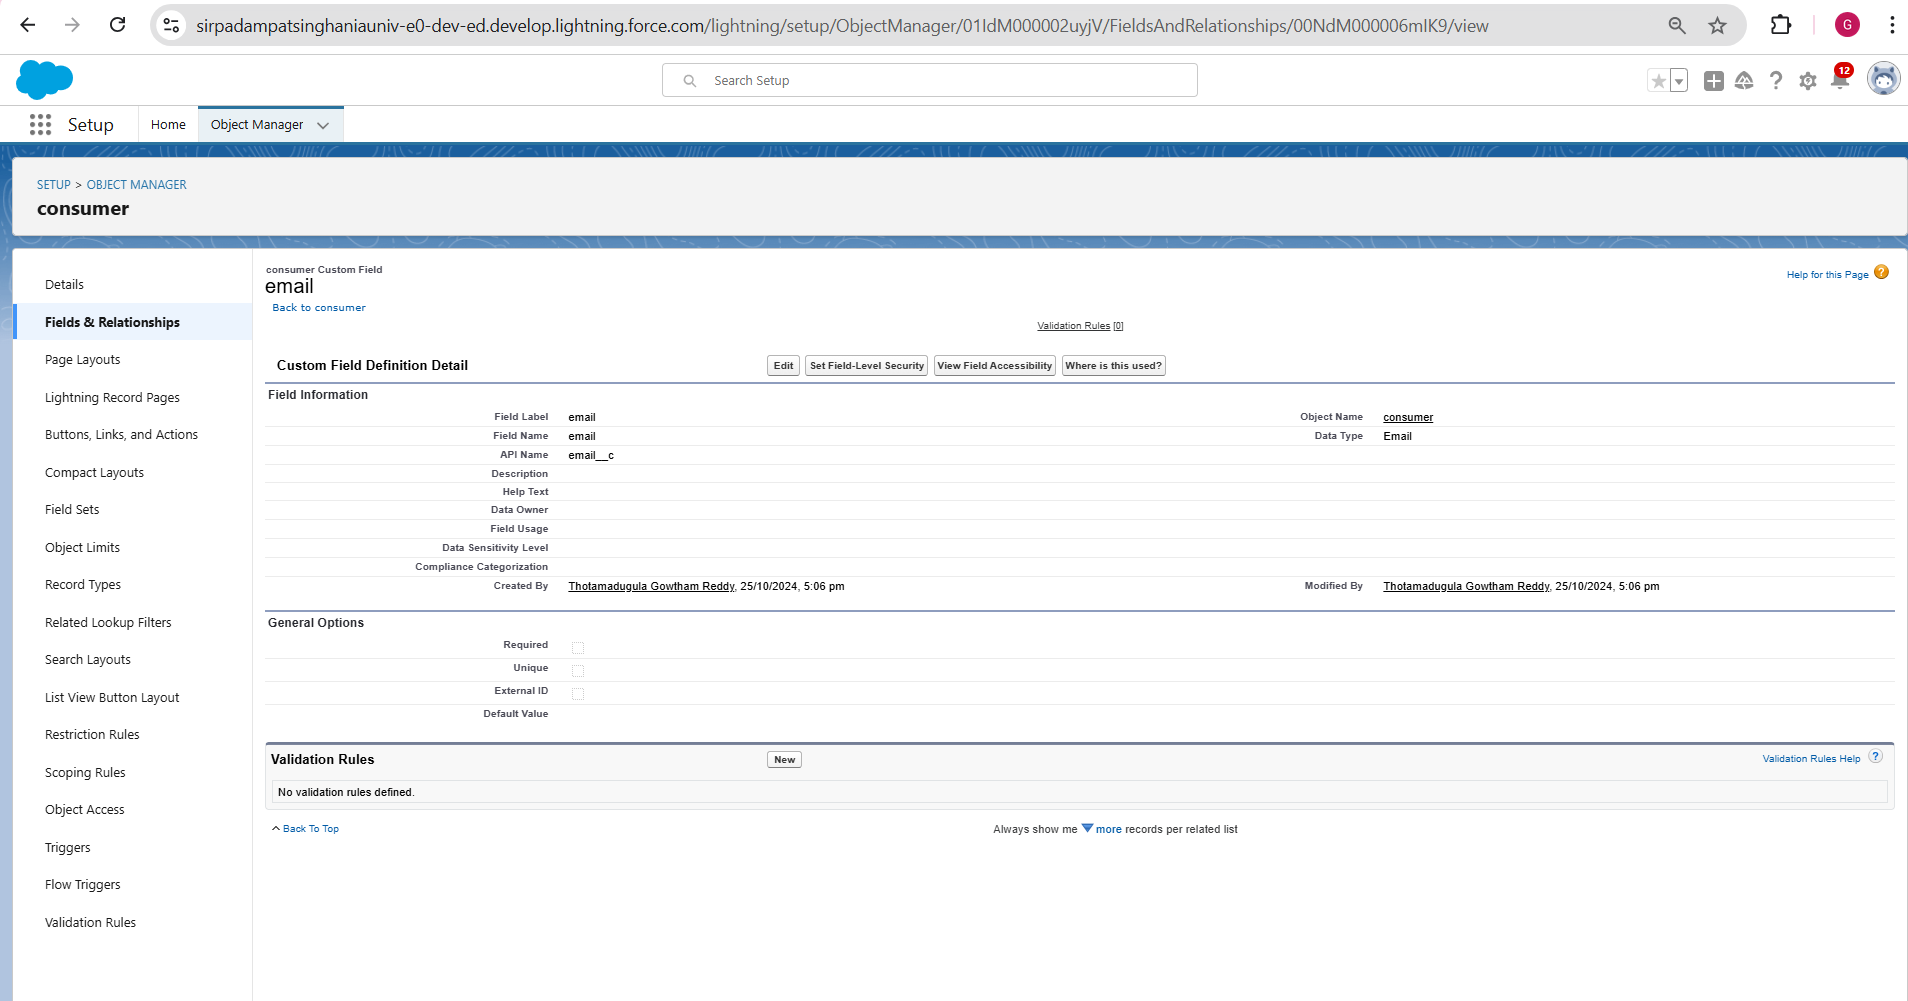 sirpadampatsinghaniauniv-e0-dev-ed.develop.lightning.force.com/lightning/setup/ObjectManager/01IdM000002uyjV/FieldsAndRelationships/00NdM000006mIK9/view
G
Search Setup
12
Setup
Home
Object Manager
SETUP > OBJECT MANAGER
consumer
Details
Fields & Relationships
Page Layouts
Lightning Record Pages
Buttons, Links, and Actions
Compact Layouts
Field Sets
Object Limits
Record Types
Related Lookup Filters
Search Layouts
List View Button Layout
Restriction Rules
Scoping Rules
Object Access
Triggers
Flow Triggers
Validation Rules
consumer Custom Field
email
Back to consumer
Help for this Page ?
Validation Rules [0]
Custom Field Definition Detail
Edit
Set Field-Level Security
View Field Accessibility
Where is this used?
Field Information
Field Label email Object Name consumer
Field Name email Data Type Email
API Name email__c
Description
Help Text
Data Owner
Field Usage
Data Sensitivity Level
Compliance Categorization
Created By Thotamadugula Gowtham Reddy, 25/10/2024, 5:06 pm Modified By Thotamadugula Gowtham Reddy, 25/10/2024, 5:06 pm
General Options
Required
Unique
External ID
Default Value
Validation Rules New Validation Rules Help ?
No validation rules defined.
Back To Top Always show me more records per related list